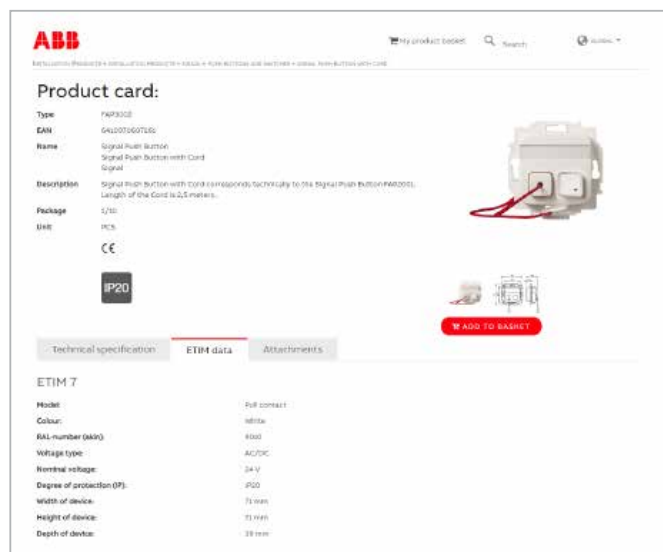 ABB
My product basket
Search
GLOBAL
Product card:
Type
EAN
Name Signal Push Button
Signal Push Button with Cord
Signal
Description Signal Push Button with Cord corresponds technically to the Signal Push Button
Length of the Cord is 2,5 meters.
Package 1/10
Unit PCS
CE
IP20
ADD TO BASKET
Technical specification ETIM data Attachments
ETIM 7
Model: Pull contact
Colour: White
RAL-number (akin):
Voltage type: AC/DC
Nominal voltage: 24 V
Degree of protection (IP): IP20
Width of device: 71 mm
Height of device: 71 mm
Depth of device: